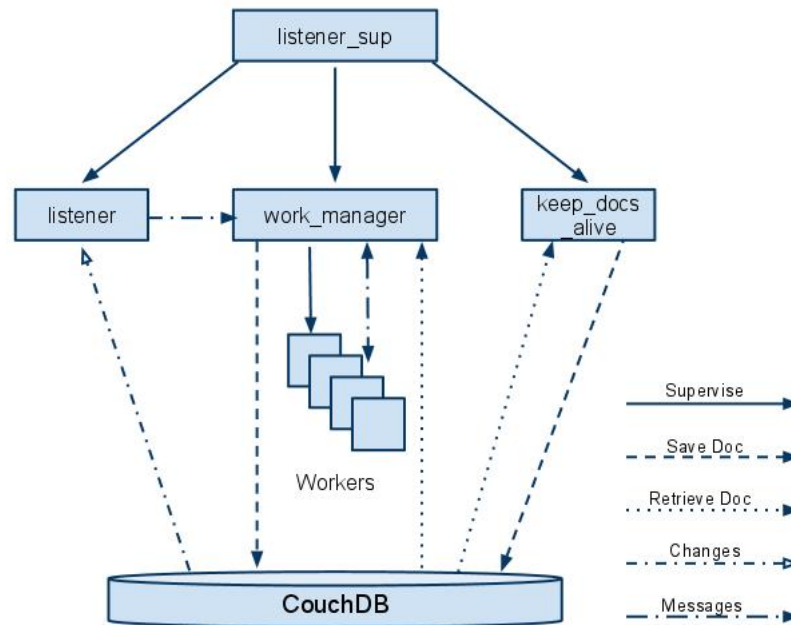 listener_sup
listener
work_manager
keep_docs
_alive
Workers
CouchDB
Supervise
Save Doc
Retrieve Doc
Changes
Messages